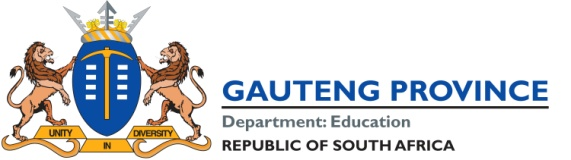 GAUTENG PROVINCE
Department: Education
REPUBLIC OF SOUTH AFRICA
UNITY
IN
DIVERSITY